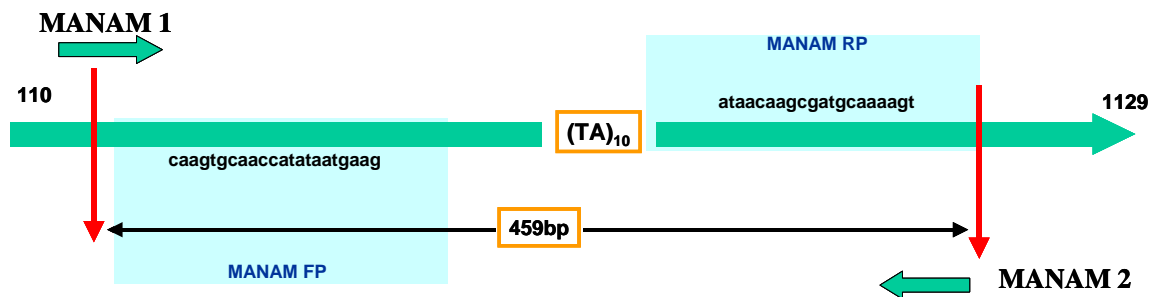 MANAM 1
MANAM RP
110
ataacaagcgatgcaaaagt
1129
(TA)10
caagtgcaaccatataatgaag
459bp
MANAM FP
MANAM 2